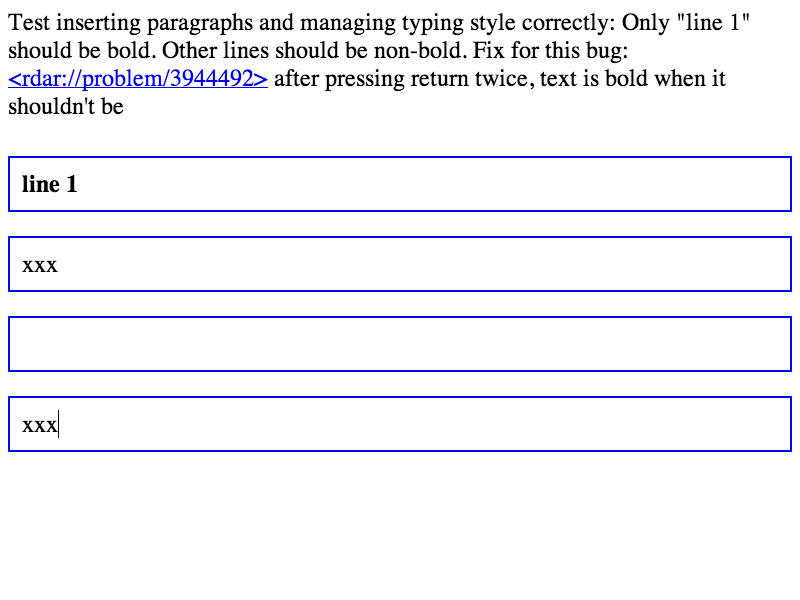 Test inserting paragraphs and managing typing style correctly: Only "line 1"
should be bold. Other lines should be non-bold. Fix for this bug:
<rdar://problem/3944492> after pressing return twice, text is bold when it
shouldn't be
line 1
xxx
xxx